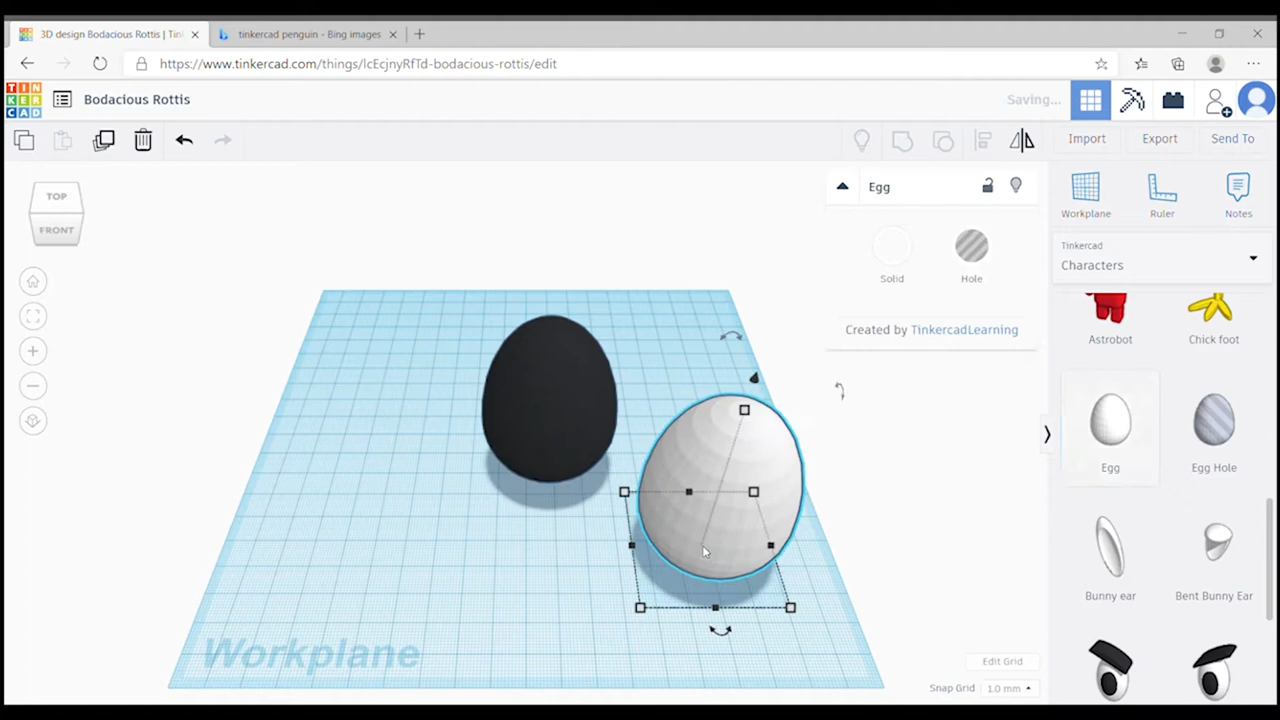 3D design Bodacious Rottis | Tin
tinkercad penguin - Bing images
https://www.tinkercad.com/things/lcEcjnyRfTd-bodacious-rottis/edit
TIN
KER
CAD
Bodacious Rottis
Saving...
Import
Export
Send To
TOP
FRONT
Egg
Solid
Hole
Created by TinkercadLearning
Workplane
Ruler
Notes
Tinkercad
Characters
Astrobot
Chick foot
Egg
Egg Hole
Bunny ear
Bent Bunny Ear
Workplane
Edit Grid
Snap Grid 1.0 mm